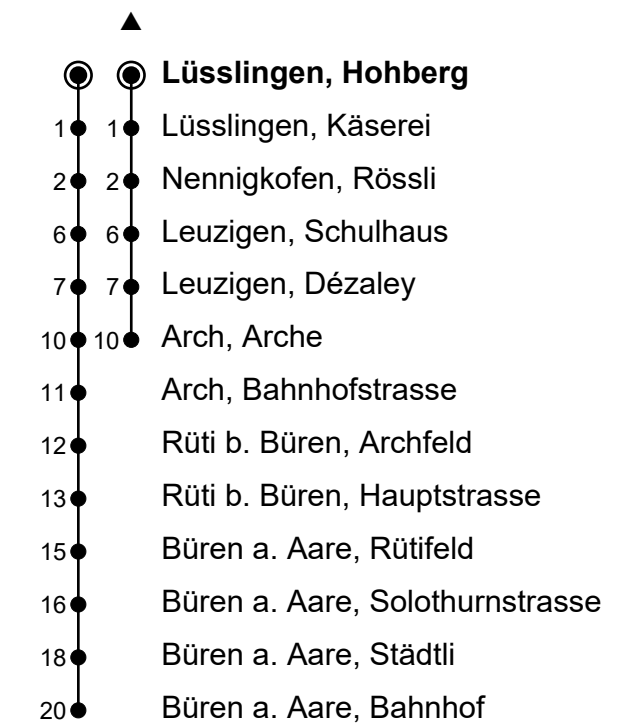 ▲
Lüsslingen, Hohberg
1 1 Lüsslingen, Käserei
2 2 Nennigkofen, Rössli
6 6 Leuzigen, Schulhaus
7 7 Leuzigen, Dézaley
10 10 Arch, Arche
11 Arch, Bahnhofstrasse
12 Rüti b. Büren, Archfeld
13 Rüti b. Büren, Hauptstrasse
15 Büren a. Aare, Rütifeld
16 Büren a. Aare, Solothurnstrasse
18 Büren a. Aare, Städtli
20 Büren a. Aare, Bahnhof